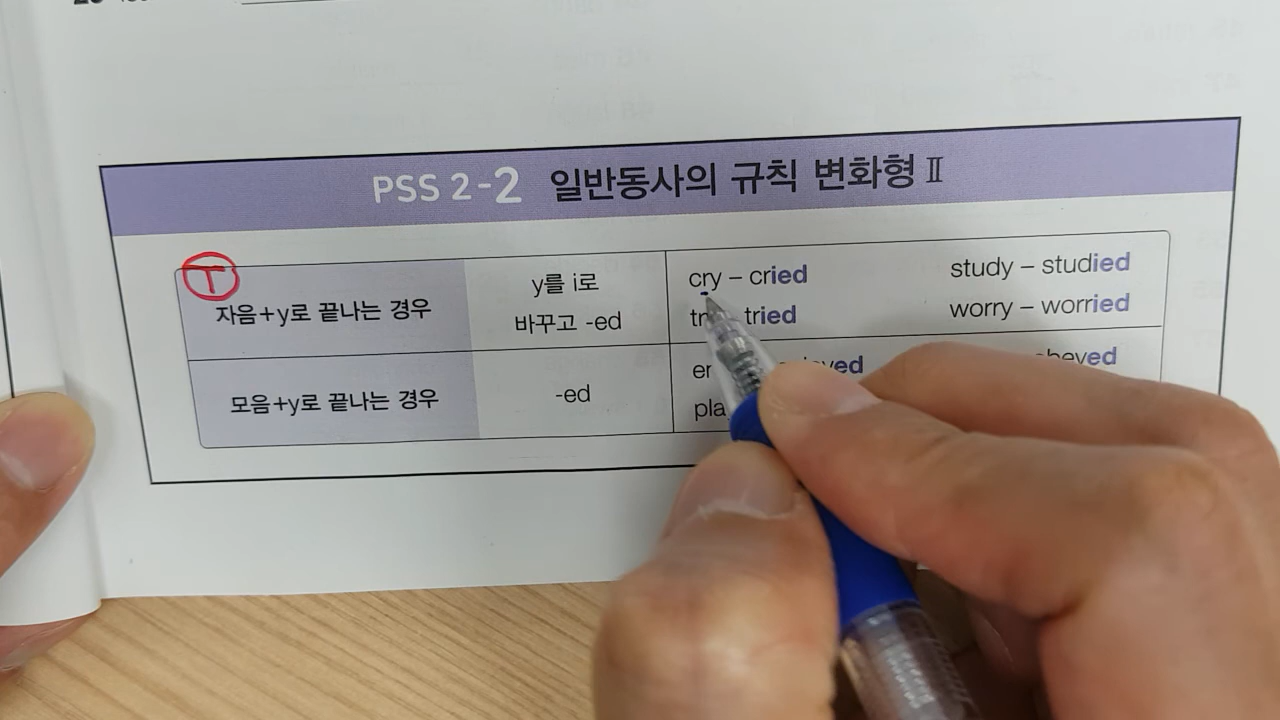 PSS 2-2 일반동사의 규칙 변화형 Ⅱ
T
자음+y로 끝나는 경우
y를 i로
바꾸고 -ed
cry – cried
study – studied
tried
worry – worried
모음+y로 끝나는 경우
-ed